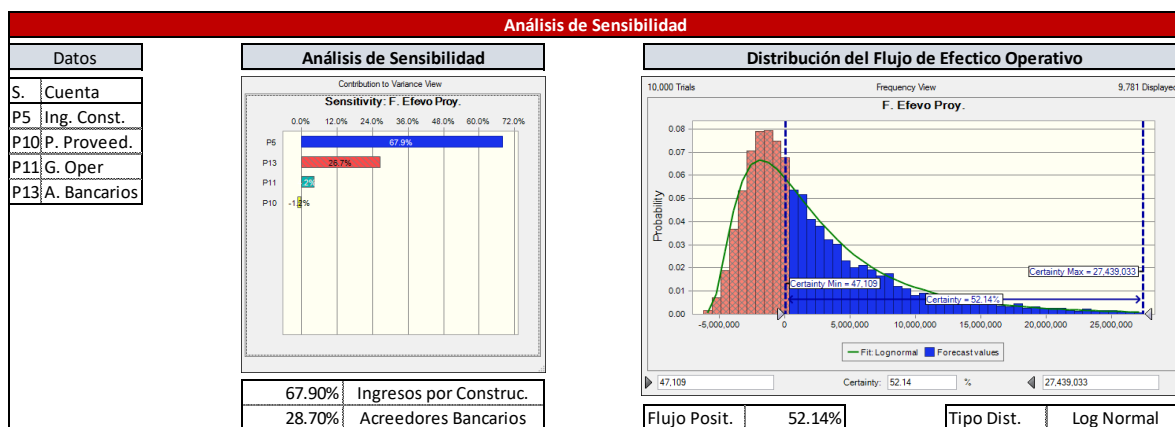 Análisis de Sensibilidad
Datos
S. Cuenta
P5 Ing. Const.
P10 P. Proveed.
P11 G. Oper
P13 A. Bancarios
Análisis de Sensibilidad
Contribution to Variance View
Sensitivity: F. Efevo Proy.
0.0% 12.0% 24.0% 36.0% 48.0% 60.0% 72.0%
P5 67.9%
P13 28.7%
P11 2%
P10 -1.2%
67.90% Ingresos por Construc.
28.70% Acreedores Bancarios
Distribución del Flujo de Efectico Operativo
10,000 Trials Frequency View 9,781 Displayed
F. Efevo Proy.
Probability
0.08
0.07
0.06
0.05
0.04
0.03
0.02
0.01
0.00
Certainty Max = 27,439,033
Certainty Min = 47,109
Certainty = 52.14%
-5,000,000 0 5,000,000 10,000,000 15,000,000 20,000,000 25,000,000
Fit: Lognormal Forecast values
47,109 Certainty: 52.14 % 27,439,033
Flujo Posit. 52.14% Tipo Dist. Log Normal